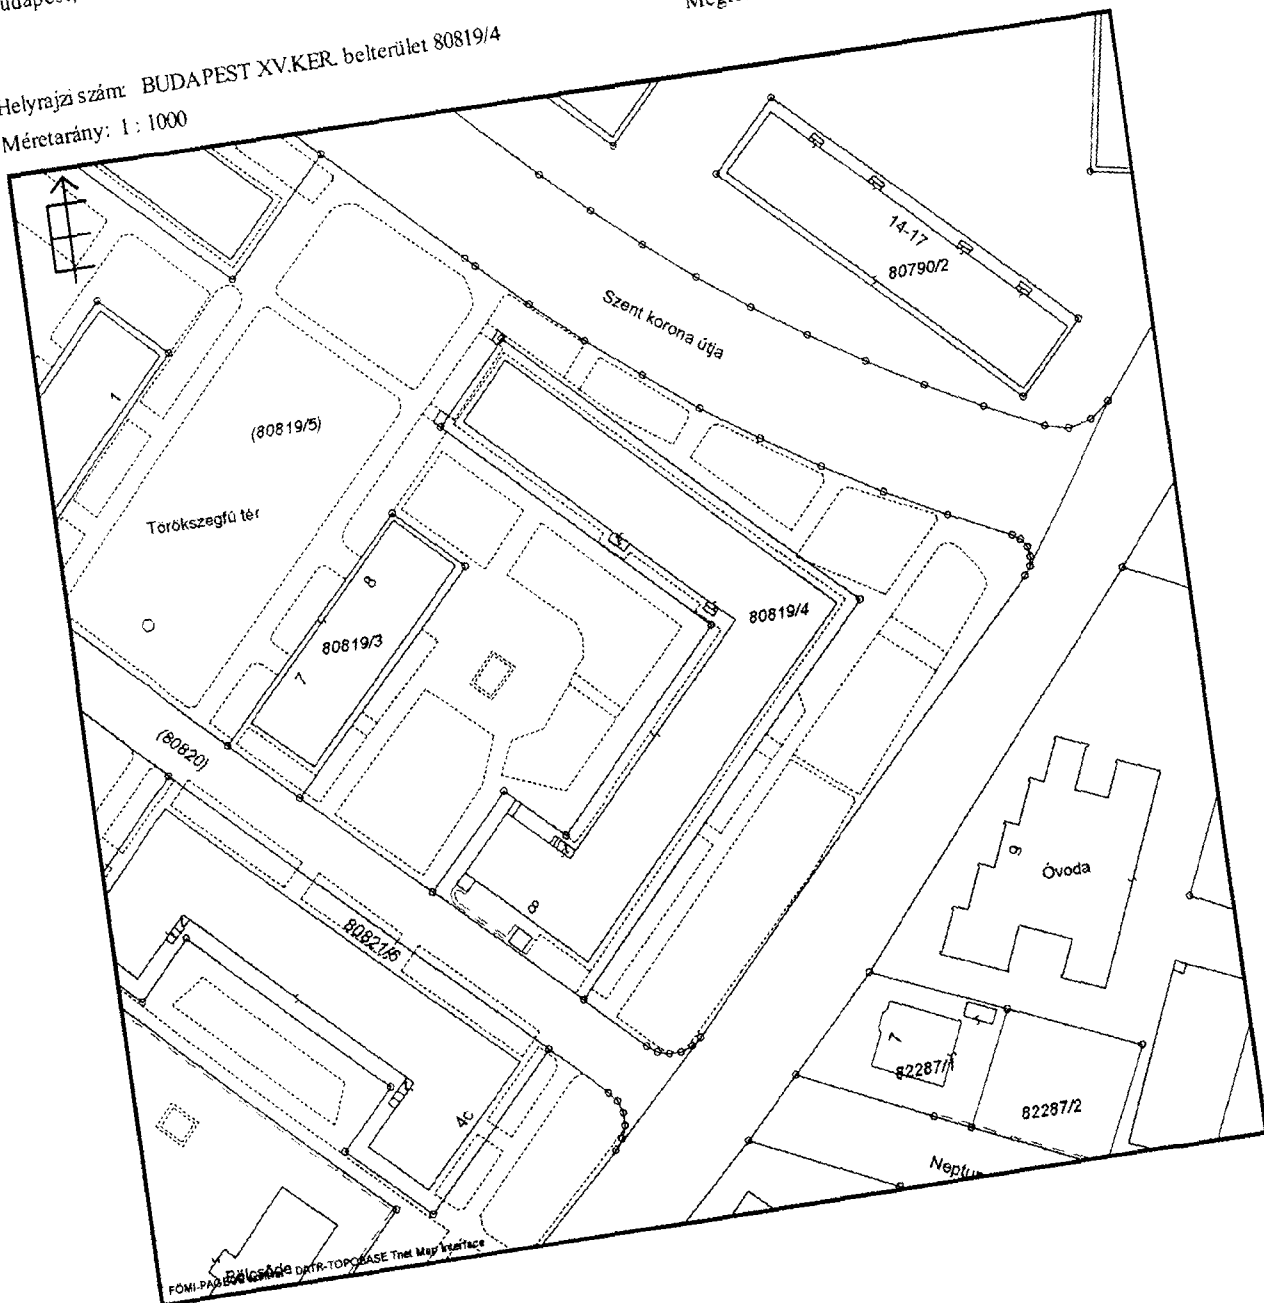 Helyrajzi szám: BUDAPEST XV.KER. belterület 80819/4
Méretarány: 1 : 1000
14-17
80790/2
Szent korona útja
1
(80819/5)
Törökszegfű tér
8
80819/4
80819/3
7
(80820)
9
Óvoda
8
80821/6
7
82287/1
82287/2
4c
Bölcsőde
DATR-TOPOBASE Tnet Map Interface